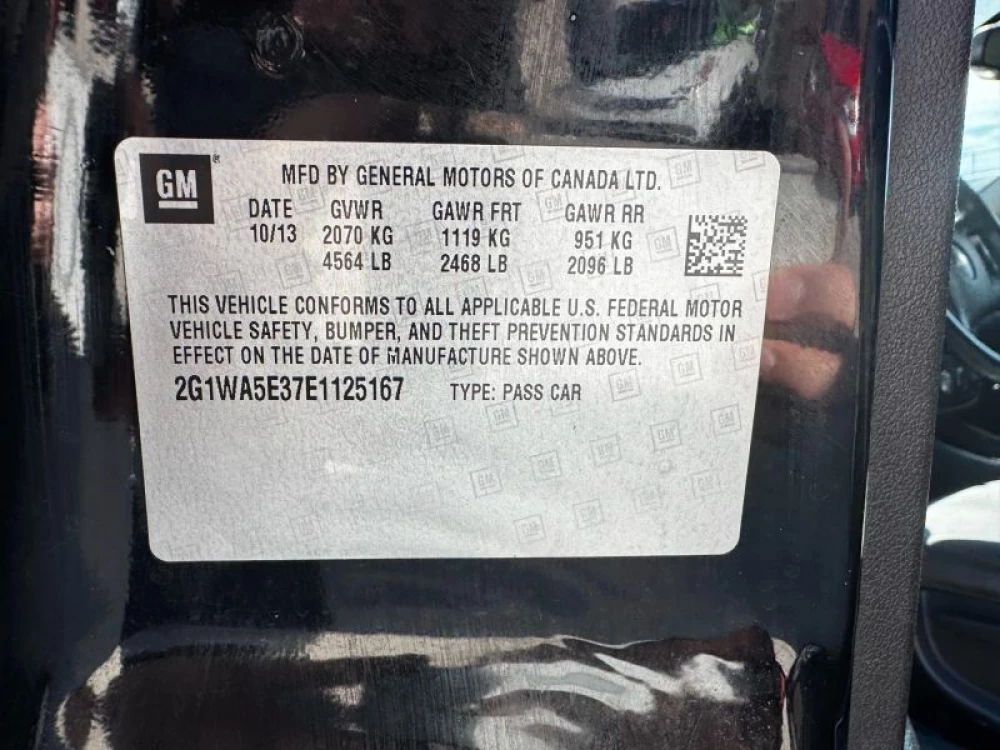 GM®
MFD BY GENERAL MOTORS OF CANADA LTD.
DATE GVWR GAWR FRT GAWR RR
10/13 2070 KG 1119 KG 951 KG
4564 LB 2468 LB 2096 LB
THIS VEHICLE CONFORMS TO ALL APPLICABLE U.S. FEDERAL MOTOR
VEHICLE SAFETY, BUMPER, AND THEFT PREVENTION STANDARDS IN
EFFECT ON THE DATE OF MANUFACTURE SHOWN ABOVE.
2G1WA5E37E1125167 TYPE: PASS CAR